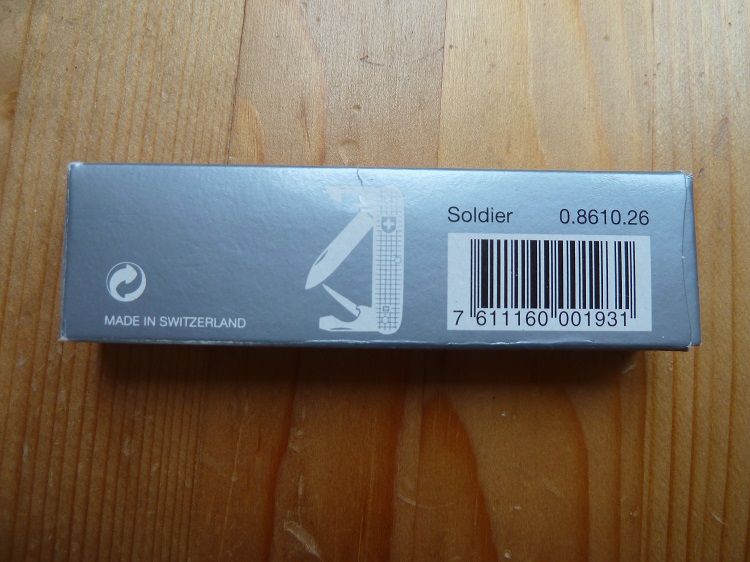 Soldier 0.8610.26
7 611160 001931
MADE IN SWITZERLAND